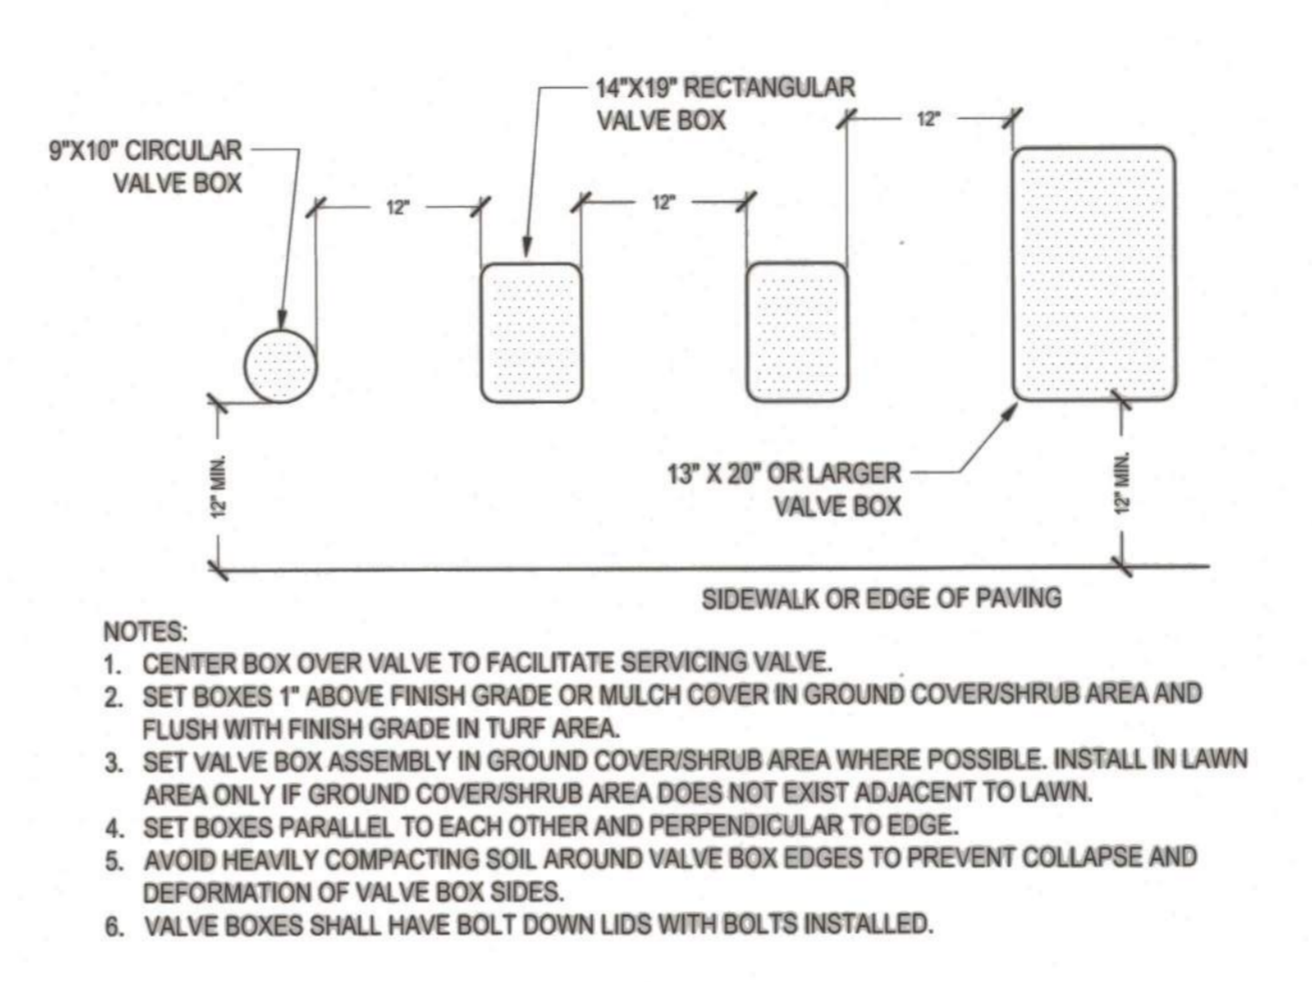 14"X19" RECTANGULAR
VALVE BOX
9"X10" CIRCULAR
VALVE BOX
12"
12"
12"
13" X 20" OR LARGER
VALVE BOX
12" MIN.
12" MIN.
SIDEWALK OR EDGE OF PAVING
NOTES:
1. CENTER BOX OVER VALVE TO FACILITATE SERVICING VALVE.
2. SET BOXES 1" ABOVE FINISH GRADE OR MULCH COVER IN GROUND COVER/SHRUB AREA AND
FLUSH WITH FINISH GRADE IN TURF AREA.
3. SET VALVE BOX ASSEMBLY IN GROUND COVER/SHRUB AREA WHERE POSSIBLE. INSTALL IN LAWN
AREA ONLY IF GROUND COVER/SHRUB AREA DOES NOT EXIST ADJACENT TO LAWN.
4. SET BOXES PARALLEL TO EACH OTHER AND PERPENDICULAR TO EDGE.
5. AVOID HEAVILY COMPACTING SOIL AROUND VALVE BOX EDGES TO PREVENT COLLAPSE AND
DEFORMATION OF VALVE BOX SIDES.
6. VALVE BOXES SHALL HAVE BOLT DOWN LIDS WITH BOLTS INSTALLED.